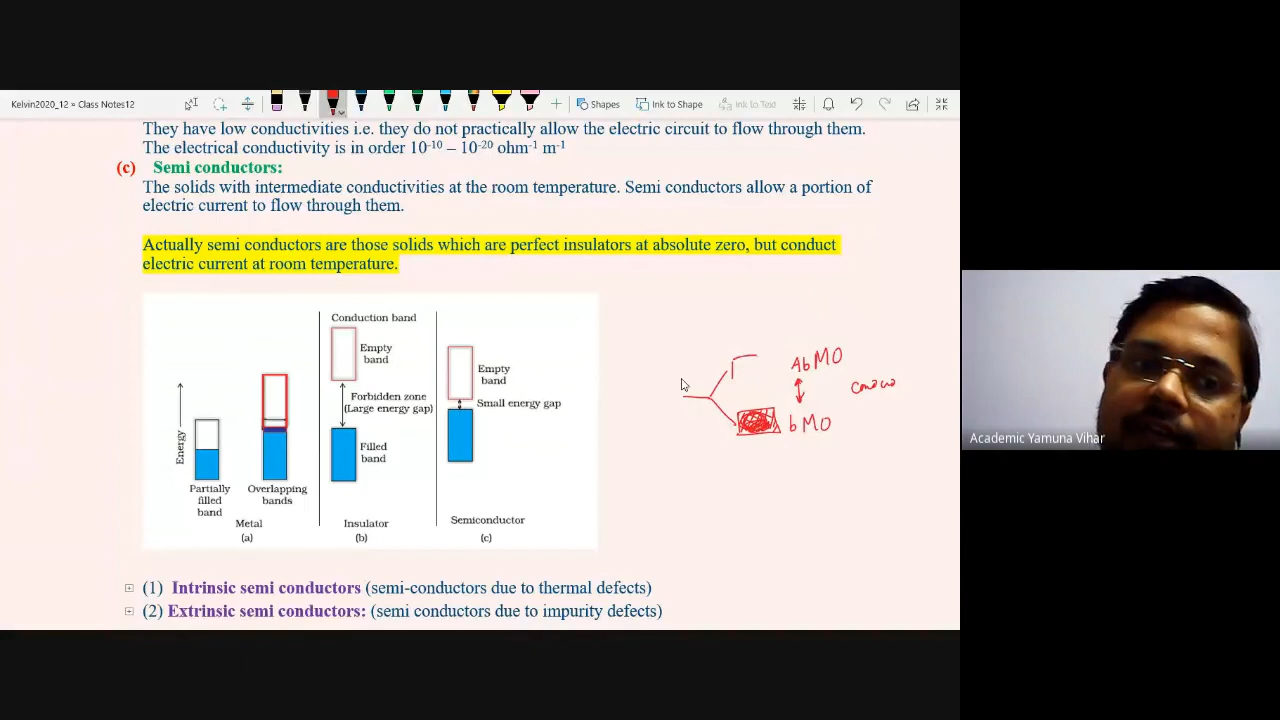 Kelvin2020_12 » Class Notes12
Shapes
Ink to Shape
Ink to Text
They have low conductivities i.e. they do not practically allow the electric circuit to flow through them.
The electrical conductivity is in order 10⁻¹⁰ – 10⁻²⁰ ohm⁻¹ m⁻¹
(c) Semi conductors:
The solids with intermediate conductivities at the room temperature. Semi conductors allow a portion of
electric current to flow through them.
Actually semi conductors are those solids which are perfect insulators at absolute zero, but conduct
electric current at room temperature.
Energy
Partially
filled
band
Overlapping
bands
Metal
(a)
Conduction band
Empty
band
Forbidden zone
(Large energy gap)
Filled
band
Insulator
(b)
Empty
band
Small energy gap
Semiconductor
(c)
AbMO
bMO
(1) Intrinsic semi conductors (semi-conductors due to thermal defects)
(2) Extrinsic semi conductors: (semi conductors due to impurity defects)
Academic Yamuna Vihar